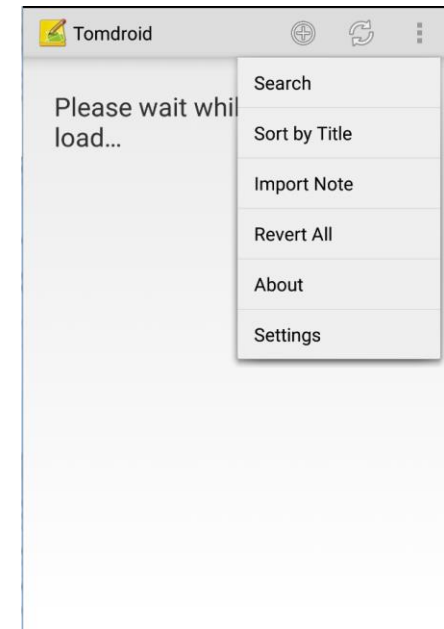 Tomdroid
Please wait whil
load...
Search
Sort by Title
Import Note
Revert All
About
Settings